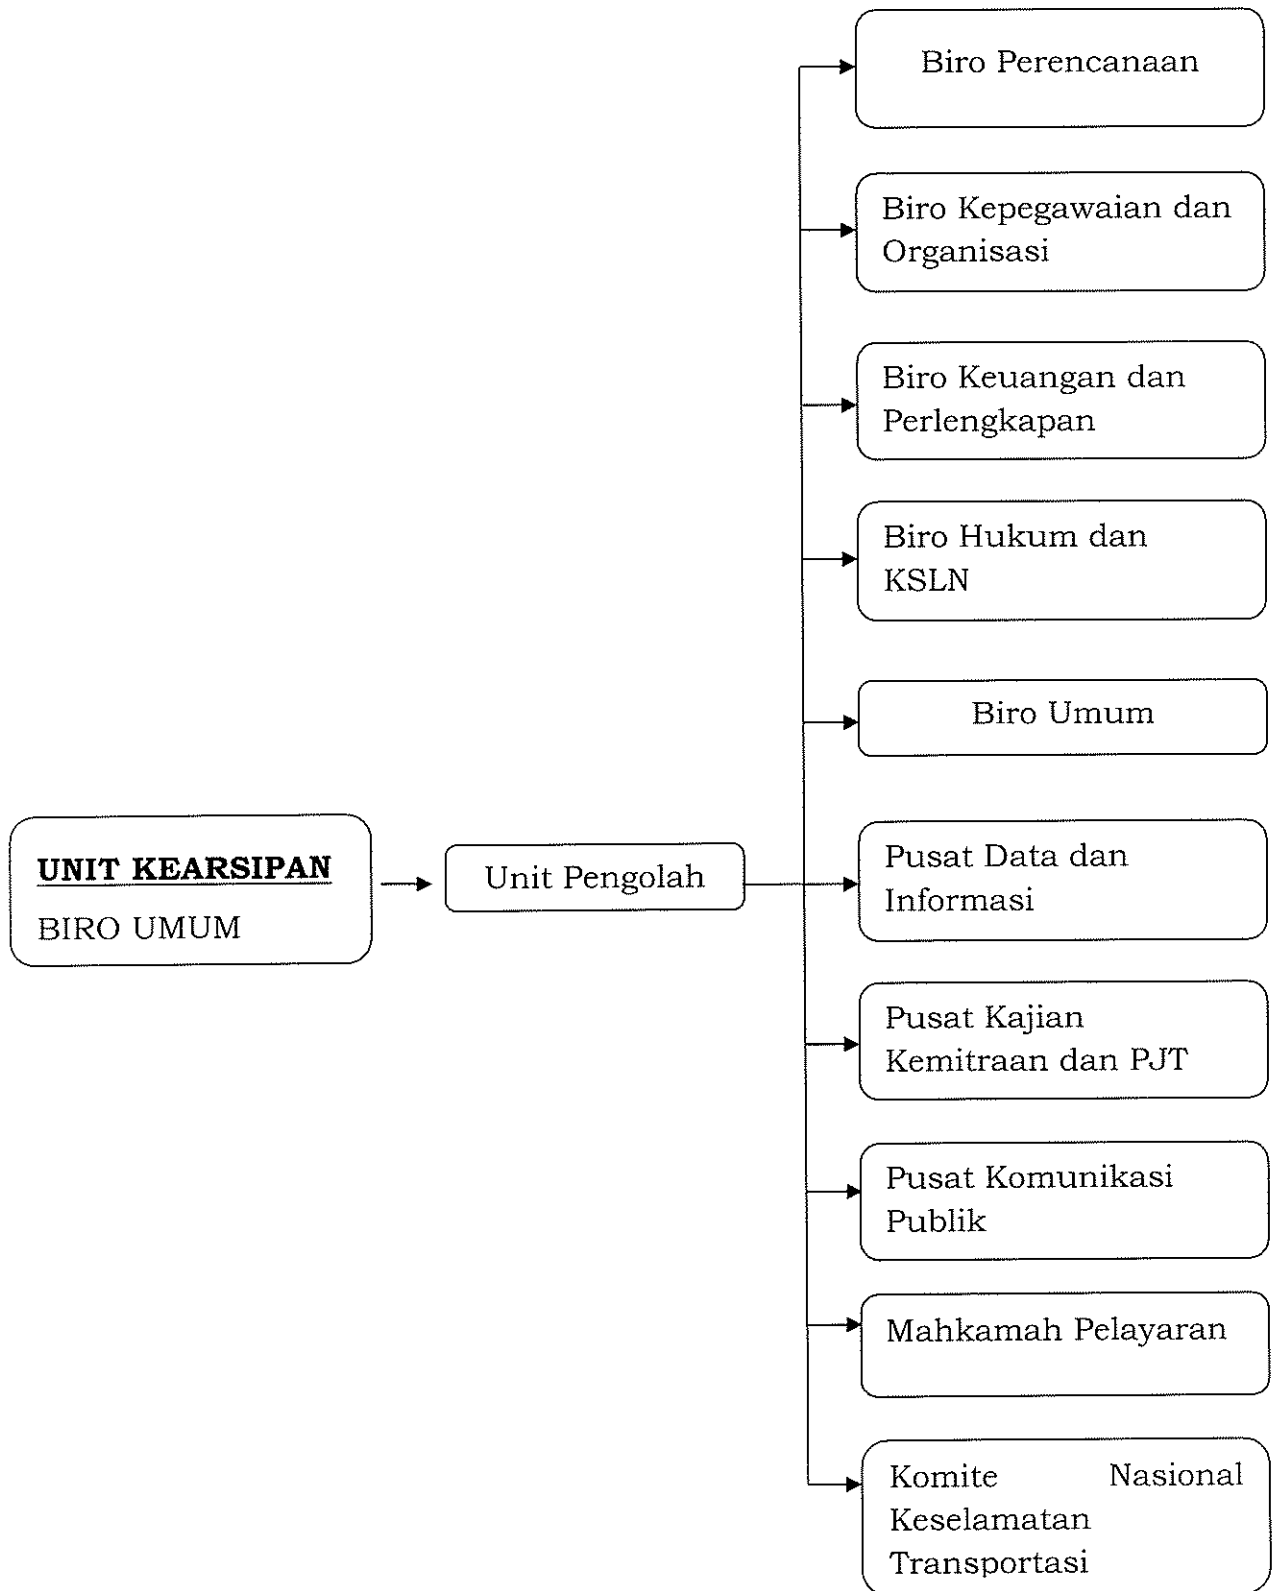 Biro Perencanaan
Biro Kepegawaian dan
Organisasi
Biro Keuangan dan
Perlengkapan
Biro Hukum dan
KSLN
Biro Umum
UNIT KEARSIPAN
BIRO UMUM
Unit Pengolah
Pusat Data dan
Informasi
Pusat Kajian
Kemitraan dan PJT
Pusat Komunikasi
Publik
Mahkamah Pelayaran
Komite Nasional
Keselamatan
Transportasi